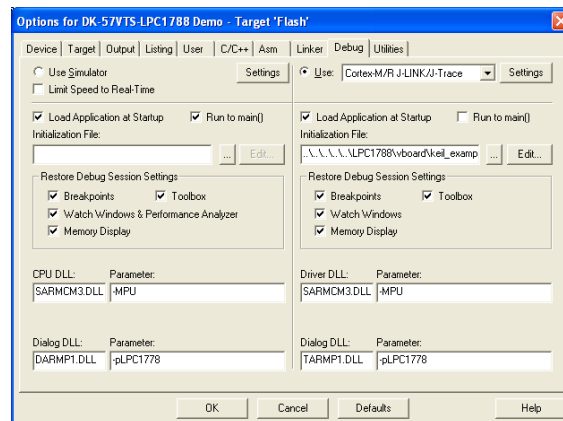 Options for DK-57VTS-LPC1788 Demo - Target 'Flash'
Device Target Output Listing User C/C++ Asm Linker Debug Utilities
Use Simulator Settings
Limit Speed to Real-Time
Use: Cortex-M/R J-LINK/J-Trace Settings
Load Application at Startup Run to main()
Initialization File:
... Edit...
Load Application at Startup Run to main()
Initialization File:
..\..\..\..\..\LPC1788\vboard\keil_examp ... Edit...
Restore Debug Session Settings
Breakpoints Toolbox
Watch Windows & Performance Analyzer
Memory Display
Restore Debug Session Settings
Breakpoints Toolbox
Watch Windows
Memory Display
CPU DLL: Parameter:
SARMCM3.DLL -MPU
Driver DLL: Parameter:
SARMCM3.DLL -MPU
Dialog DLL: Parameter:
DARMP1.DLL -pLPC1778
Dialog DLL: Parameter:
TARMP1.DLL -pLPC1778
OK Cancel Defaults Help